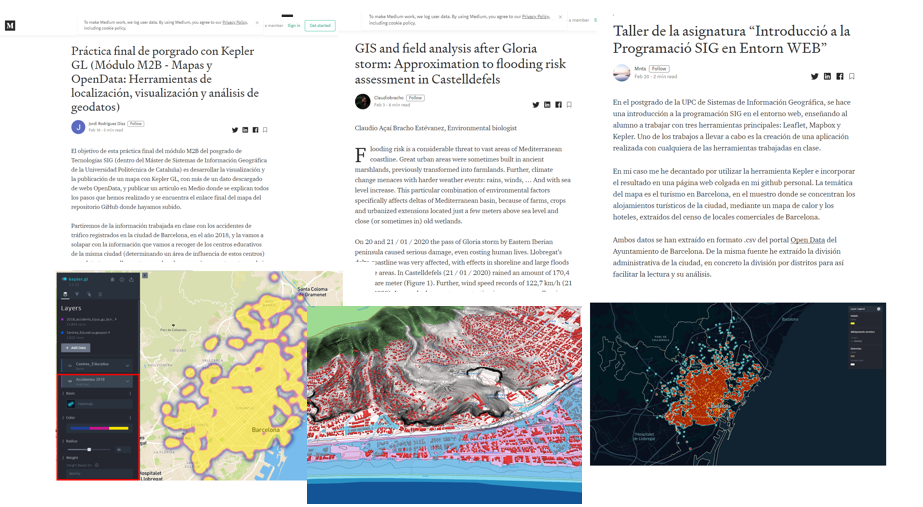 M
To make Medium work, we log user data. By using Medium, you agree to our Privacy Policy,
including cookie policy.
Sign in
Get started
Práctica final de porgrado con Kepler
GL (Módulo M2B - Mapas y
OpenData: Herramientas de
localización, visualización y análisis de
geodatos)
Jordi Rodríguez Díaz Follow
J
El objetivo de esta práctica final del módulo M2B del posgrado de
Tecnologías SIG (dentro del Máster de Sistemas de Información Geográfica
de la Universidad Politécnica de Cataluña) es desarrollar la visualización y
la publicación de un mapa con Kepler GL, con más de un dato descargado
de web OpenData, y publicar un artículo en Medio donde se explican todos
los pasos que hemos realizado y se encuentra el enlace final del mapa del
repositorio GitHub donde hayamos subido.
Partiremos de la información trabajada en clase con los accidentes de
tráfico registrados en la ciudad de Barcelona, en el año 2018, y la vamos a
solapar con la información que vamos a recoger de los centros educativos
de la misma ciudad (determinando un área de influencia de estos centros)
kepler.gl
Layers
Add Data
Centros_Educativo
Accidentes 2018
Basic
Color
Radius
Weight
Santa Coloma
de Gramenet
Barcelona
Hospitalet
de Llobregat
To make Medium work, we log user data. By using Medium, you agree to our Privacy Policy,
including cookie policy.
a member
GIS and field analysis after Gloria
storm: Approximation to flooding risk
assessment in Castelldefels
Claudiobracho Follow
Claudio Açai Bracho Estévanez, Environmental biologist
Flooding risk is a considerable threat to vast areas of Mediterranean
coastline. Great urban areas were sometimes built in ancient
marshlands, previously transformed into farmlands. Further, climate
change menaces with harder weather events: rains, winds, … And with sea
level increase. This particular combination of environmental factors
specifically affects deltas of Mediterranean basin, because of farms, crops
and urbanized extensions located just a few meters above sea level and
close (or sometimes in) old wetlands.
On 20 and 21 / 01 / 2020 the pass of Gloria storm by Eastern Iberian
peninsula caused serious damage, even costing human lives. Llobregat's
coastline was very affected, with effects in shoreline and large floods
areas. In Castelldefels (21 / 01 / 2020) rained an amount of 170,4
are meter (Figure 1). Further, wind speed records of 122,7 km/h (21
Taller de la asignatura “Introducció a la
Programació SIG en Entorn WEB”
Mnts Follow
Feb 20 · 2 min read
En el postgrado de la UPC de Sistemas de Información Geográfica, se hace
una introducción a la programación SIG en el entorno web, enseñando al
alumno a trabajar con tres herramientas principales: Leaflet, Mapbox y
Kepler. Uno de los trabajos a llevar a cabo es la creación de una aplicación
realizada con cualquiera de las herramientas trabajadas en clase.
En mi caso me he decantado por utilizar la herramienta Kepler e incorporar
el resultado en una página web colgada en mi github personal. La temática
del mapa es el turismo en Barcelona, en el muestro donde se concentran los
alojamientos turísticos de la ciudad, mediante un mapa de calor y los
hoteles, extraídos del censo de locales comerciales de Barcelona.
Ambos datos se han extraído en formato .csv del portal Open Data del
Ayuntamiento de Barcelona. De la misma fuente he extraído la división
administrativa de la ciudad, en concreto la división por distritos para así
facilitar la lectura y su análisis.